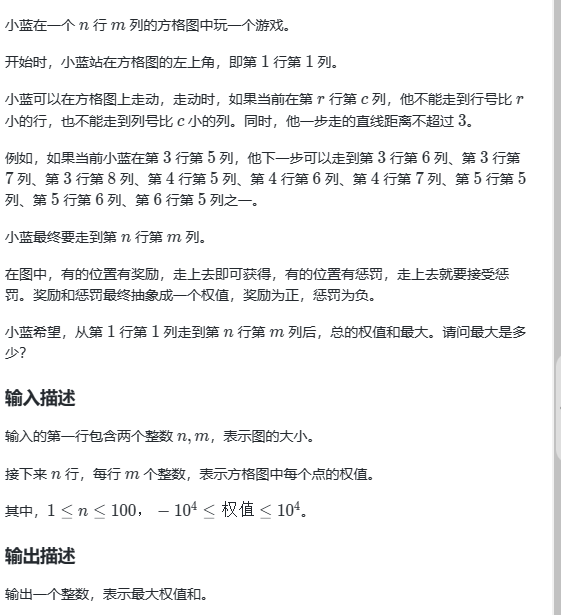 小蓝在一个 n 行 m 列的方格图中玩一个游戏。
开始时，小蓝站在方格图的左上角，即第 1 行第 1 列。
小蓝可以在方格图上走动，走动时，如果当前在第 r 行第 c 列，他不能走到行号比 r
小的行，也不能走到列号比 c 小的列。同时，他一步走的直线距离不超过 3。
例如，如果当前小蓝在第 3 行第 5 列，他下一步可以走到第 3 行第 6 列、第 3 行第
7 列、第 3 行第 8 列、第 4 行第 5 列、第 4 行第 6 列、第 4 行第 7 列、第 5 行第 5
列、第 5 行第 6 列、第 6 行第 5 列之一。
小蓝最终要走到第 n 行第 m 列。
在图中，有的位置有奖励，走上去即可获得，有的位置有惩罚，走上去就要接受惩
罚。奖励和惩罚最终抽象成一个权值，奖励为正，惩罚为负。
小蓝希望，从第 1 行第 1 列走到第 n 行第 m 列后，总的权值和最大。请问最大是多
少？
输入描述
输入的第一行包含两个整数 n, m，表示图的大小。
接下来 n 行，每行 m 个整数，表示方格图中每个点的权值。
其中，1 ≤ n ≤ 100，−10⁴ ≤ 权值 ≤ 10⁴。
输出描述
输出一个整数，表示最大权值和。